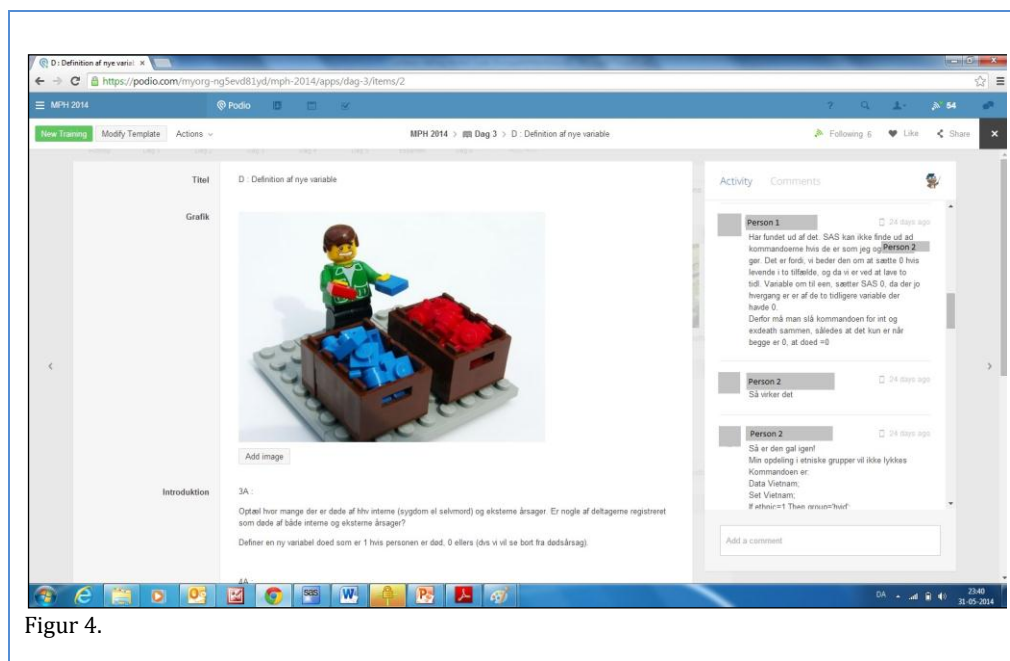 D : Definition af nye variat
https://podio.com/myorg-ng5evd81yd/mph-2014/apps/dag-3/items/2
MPH 2014
Podio
? 54
New Training Modify Template Actions
MPH 2014 > Dag 3 > D : Definition af nye variable
Following 6 Like Share
Titel
D : Definition af nye variable
Grafik
Add image
Introduktion
3A :
Optæl hvor mange der er døde af hhv interne (sygdom el selvmord) og eksterne årsager. Er nogle af deltagerne registreret
som døde af både interne og eksterne årsager?
Definer en ny variabel doed som er 1 hvis personen er død, 0 ellers (dvs vi vil se bort fra dødsårsag).
4A :
Activity Comments
Person 1 24 days ago
Har fundet ud af det. SAS kan ikke finde ud ad
kommandoerne hvis de er som jeg og Person 2
gør. Det er fordi, vi beder den om at sætte 0 hvis
levende i to tilfælde, og da vi er ved at lave to
tidl. Variable om til een, sætter SAS 0, da der jo
hvergang er er af de to tidligere variable der
havde 0.
Derfor må man slå kommandoen for int og
exdeath sammen, således at det kun er når
begge er 0, at doed =0
Person 2 24 days ago
Så virker det
Person 2 24 days ago
Så er den gal igen!
Min opdeling i etniske grupper vil ikke lykkes
Kommandoen er:
Data Vietnam;
Set Vietnam;
If ethnic=1 Then group='hvid';
Add a comment
sas
DA
23:40
31-05-2014
Figur 4.